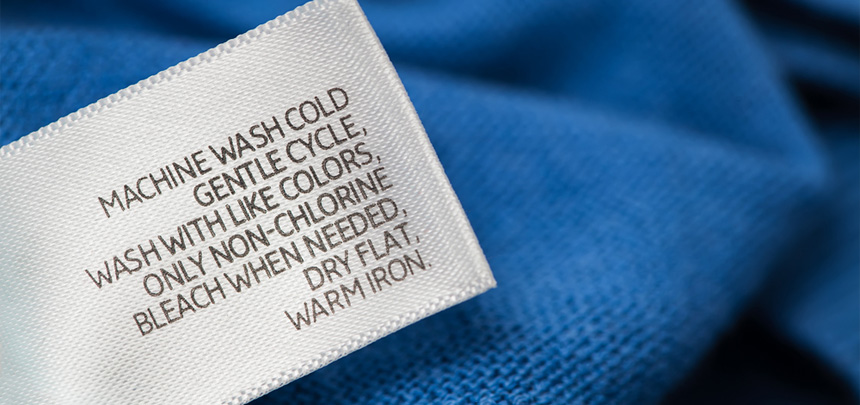 MACHINE WASH COLD
GENTLE CYCLE,
WASH WITH LIKE COLORS,
ONLY NON-CHLORINE
BLEACH WHEN NEEDED,
DRY FLAT,
WARM IRON.